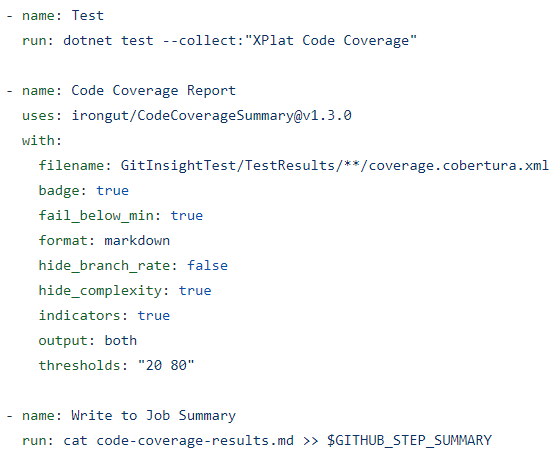 - name: Test
  run: dotnet test --collect:"XPlat Code Coverage"

- name: Code Coverage Report
  uses: irongut/CodeCoverageSummary@v1.3.0
  with:
    filename: GitInsightTest/TestResults/**/coverage.cobertura.xml
    badge: true
    fail_below_min: true
    format: markdown
    hide_branch_rate: false
    hide_complexity: true
    indicators: true
    output: both
    thresholds: "20 80"

- name: Write to Job Summary
  run: cat code-coverage-results.md >> $GITHUB_STEP_SUMMARY